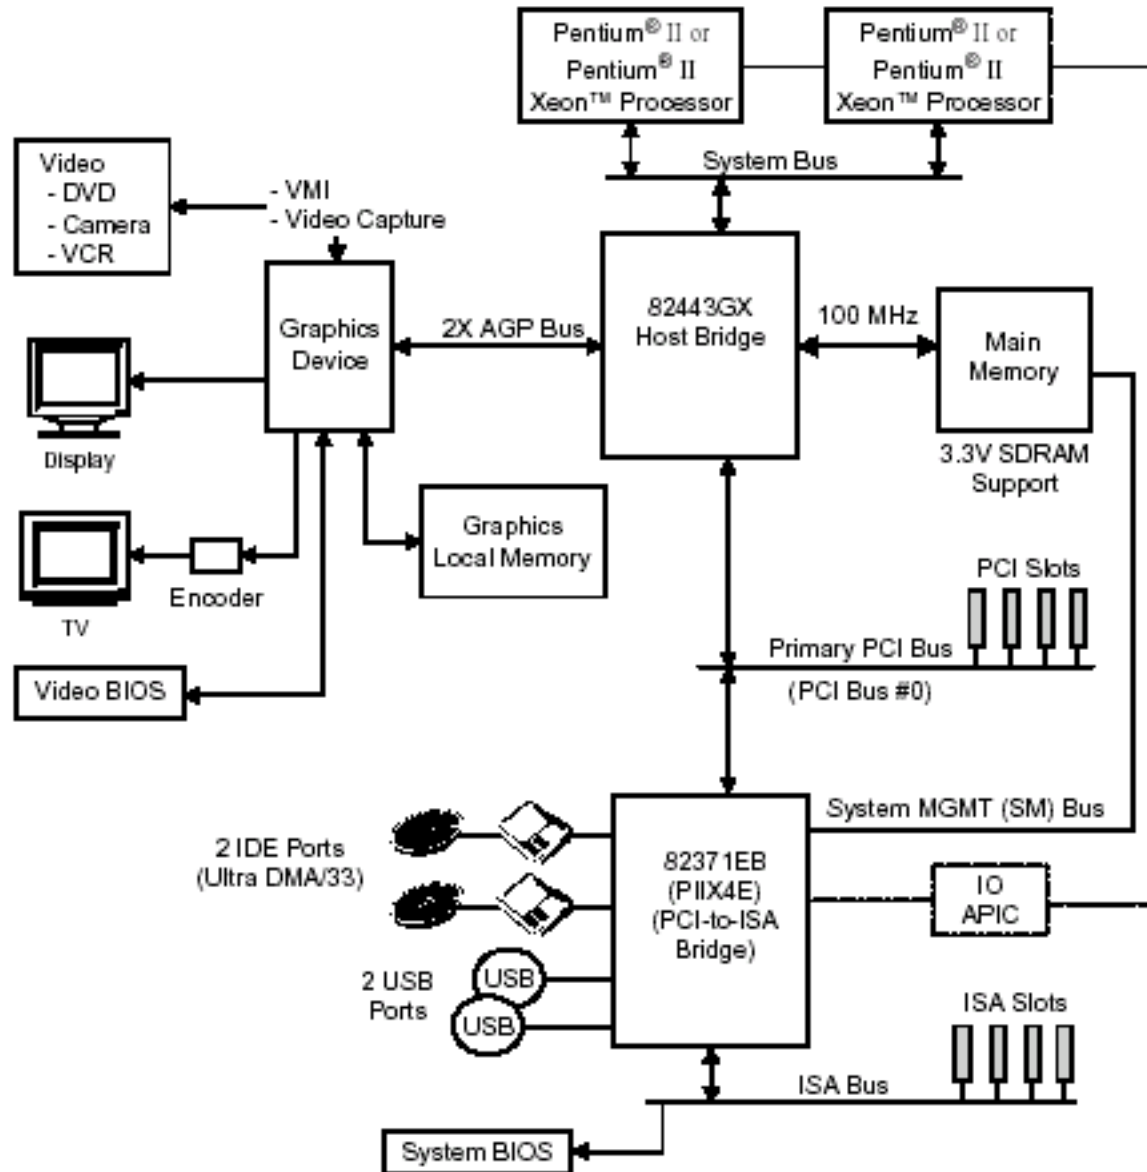 Pentium® II or
Pentium® II
Xeon™ Processor
Pentium® II or
Pentium® II
Xeon™ Processor
System Bus
Video
- DVD
- Camera
- VCR
- VMI
- Video Capture
Graphics
Device
2X AGP Bus
82443GX
Host Bridge
100 MHz
Main
Memory
3.3V SDRAM
Support
Display
Graphics
Local Memory
Encoder
TV
Video BIOS
PCI Slots
Primary PCI Bus
(PCI Bus #0)
System MGMT (SM) Bus
2 IDE Ports
(Ultra DMA/33)
82371EB
(PIIX4E)
(PCI-to-ISA
Bridge)
IO
APIC
2 USB
Ports
USB
USB
ISA Slots
ISA Bus
System BIOS